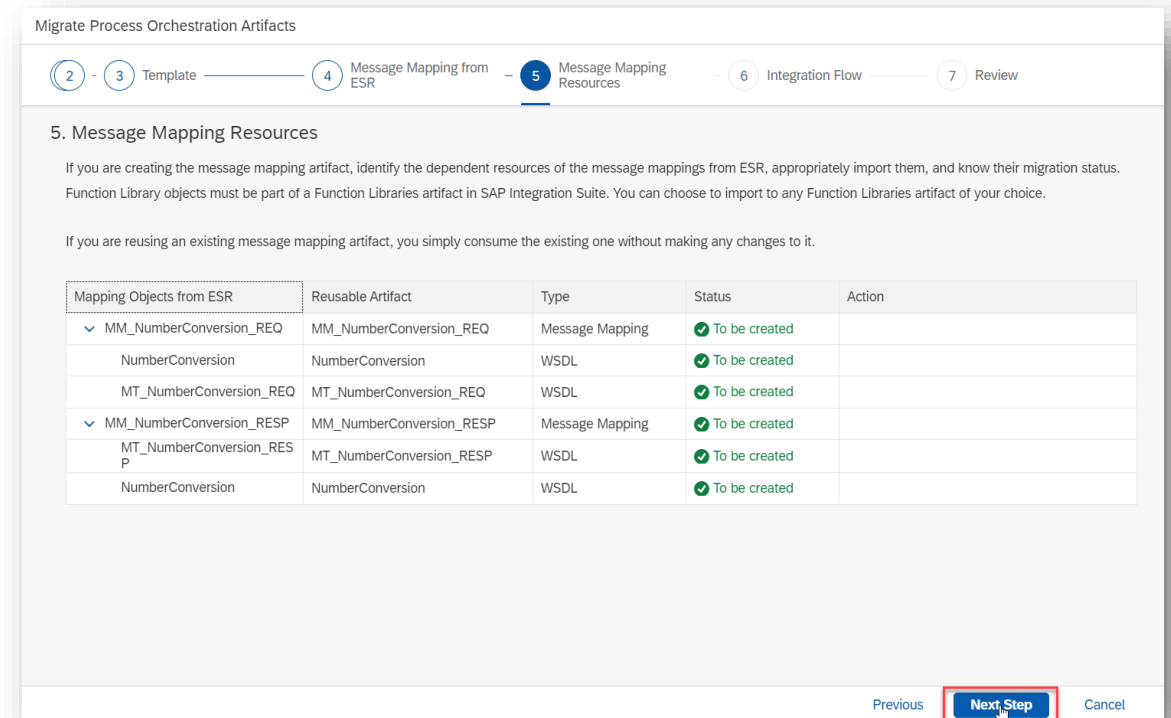 Migrate Process Orchestration Artifacts
2 - 3 Template
4 Message Mapping from
ESR
5 Message Mapping
Resources
6 Integration Flow
7 Review
5. Message Mapping Resources
If you are creating the message mapping artifact, identify the dependent resources of the message mappings from ESR, appropriately import them, and know their migration status.
Function Library objects must be part of a Function Libraries artifact in SAP Integration Suite. You can choose to import to any Function Libraries artifact of your choice.
If you are reusing an existing message mapping artifact, you simply consume the existing one without making any changes to it.
Mapping Objects from ESR Reusable Artifact Type Status Action
MM_NumberConversion_REQ MM_NumberConversion_REQ Message Mapping To be created
NumberConversion NumberConversion WSDL To be created
MT_NumberConversion_REQ MT_NumberConversion_REQ WSDL To be created
MM_NumberConversion_RESP MM_NumberConversion_RESP Message Mapping To be created
MT_NumberConversion_RES
P MT_NumberConversion_RESP WSDL To be created
NumberConversion NumberConversion WSDL To be created
Previous Next Step Cancel